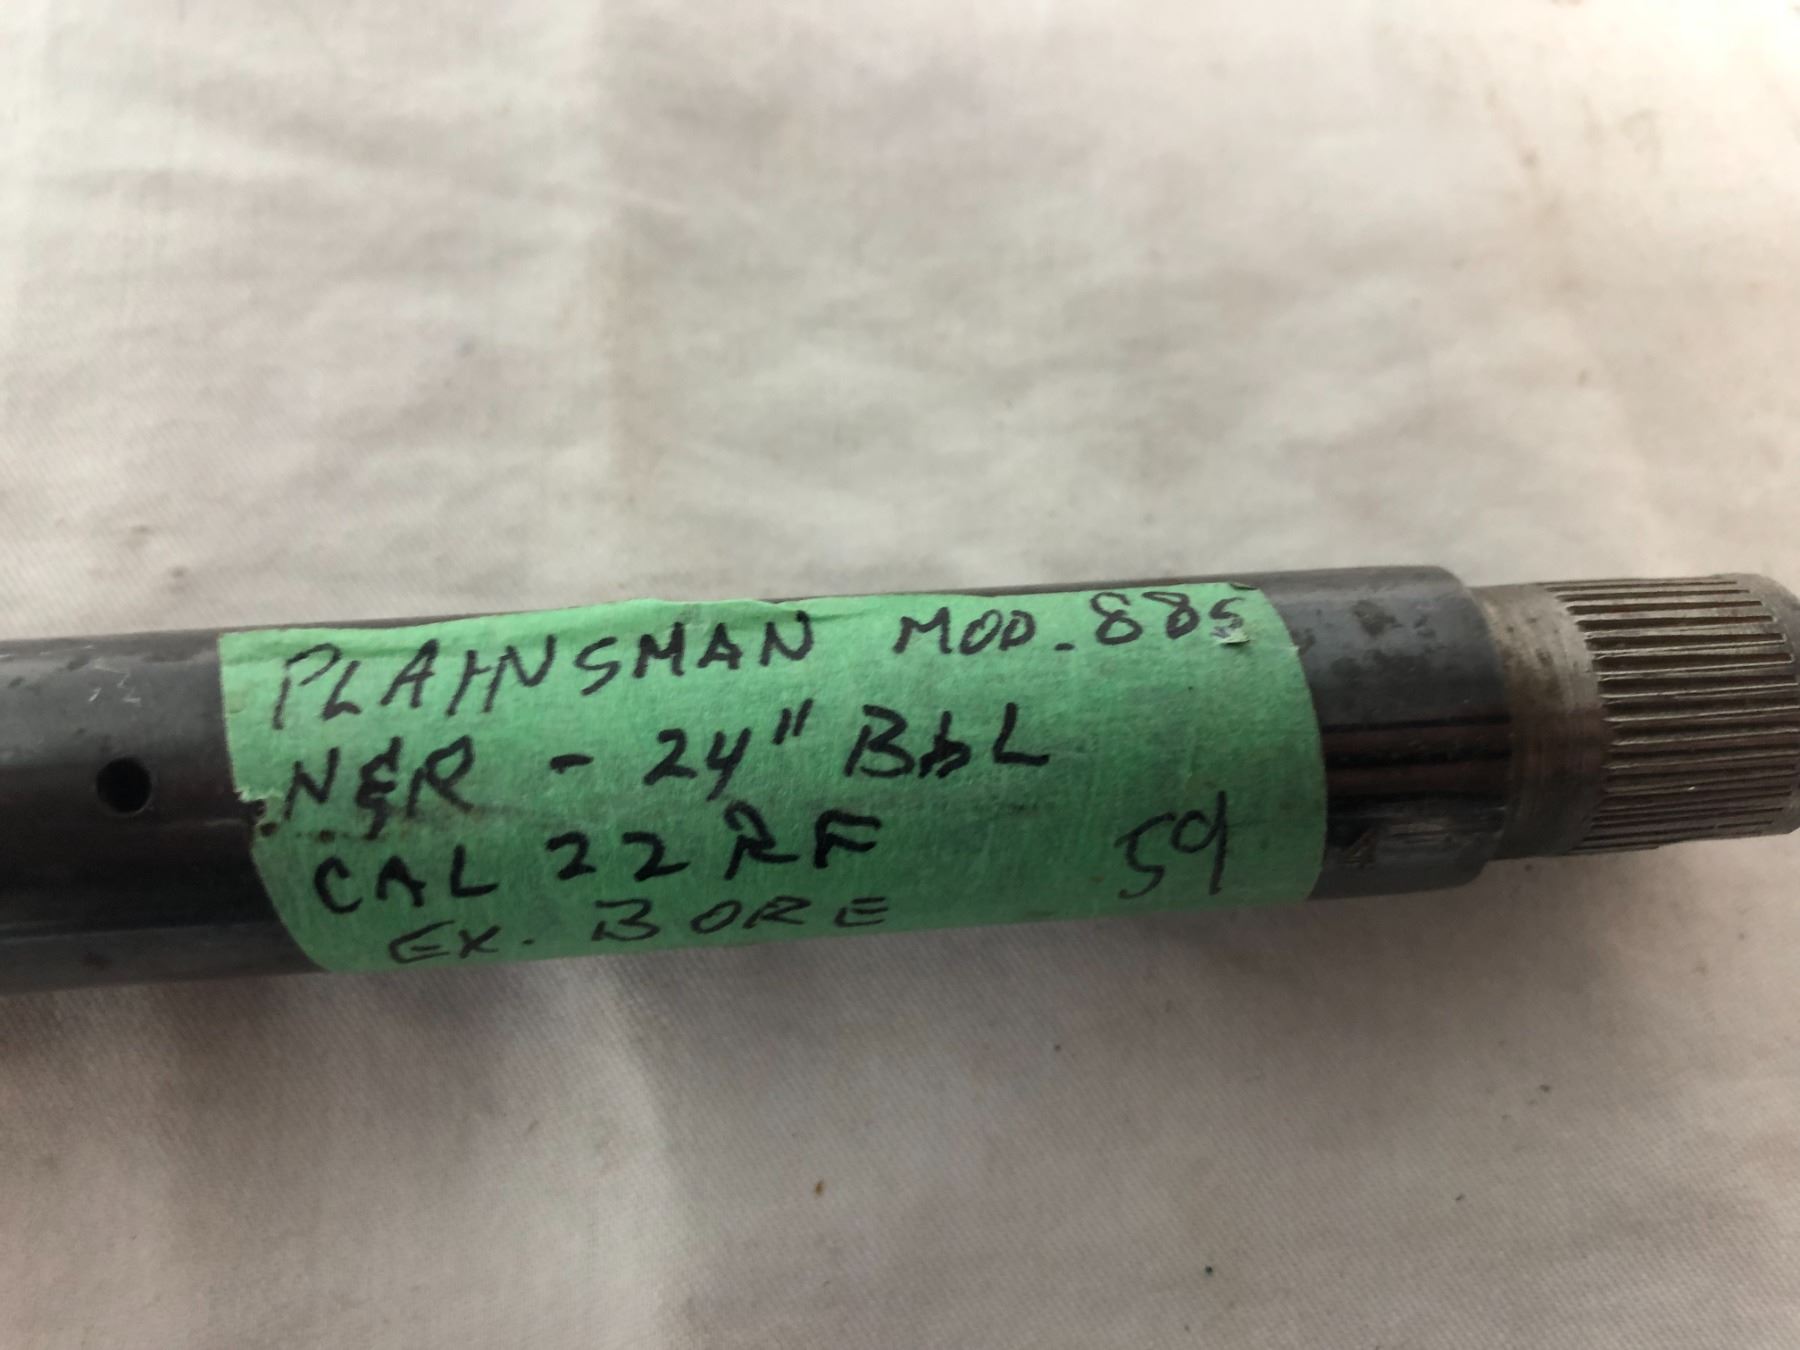 PLAINSMAN MOD. 885
N&R - 24" BbL
CAL 22 RF 59
EX. BORE